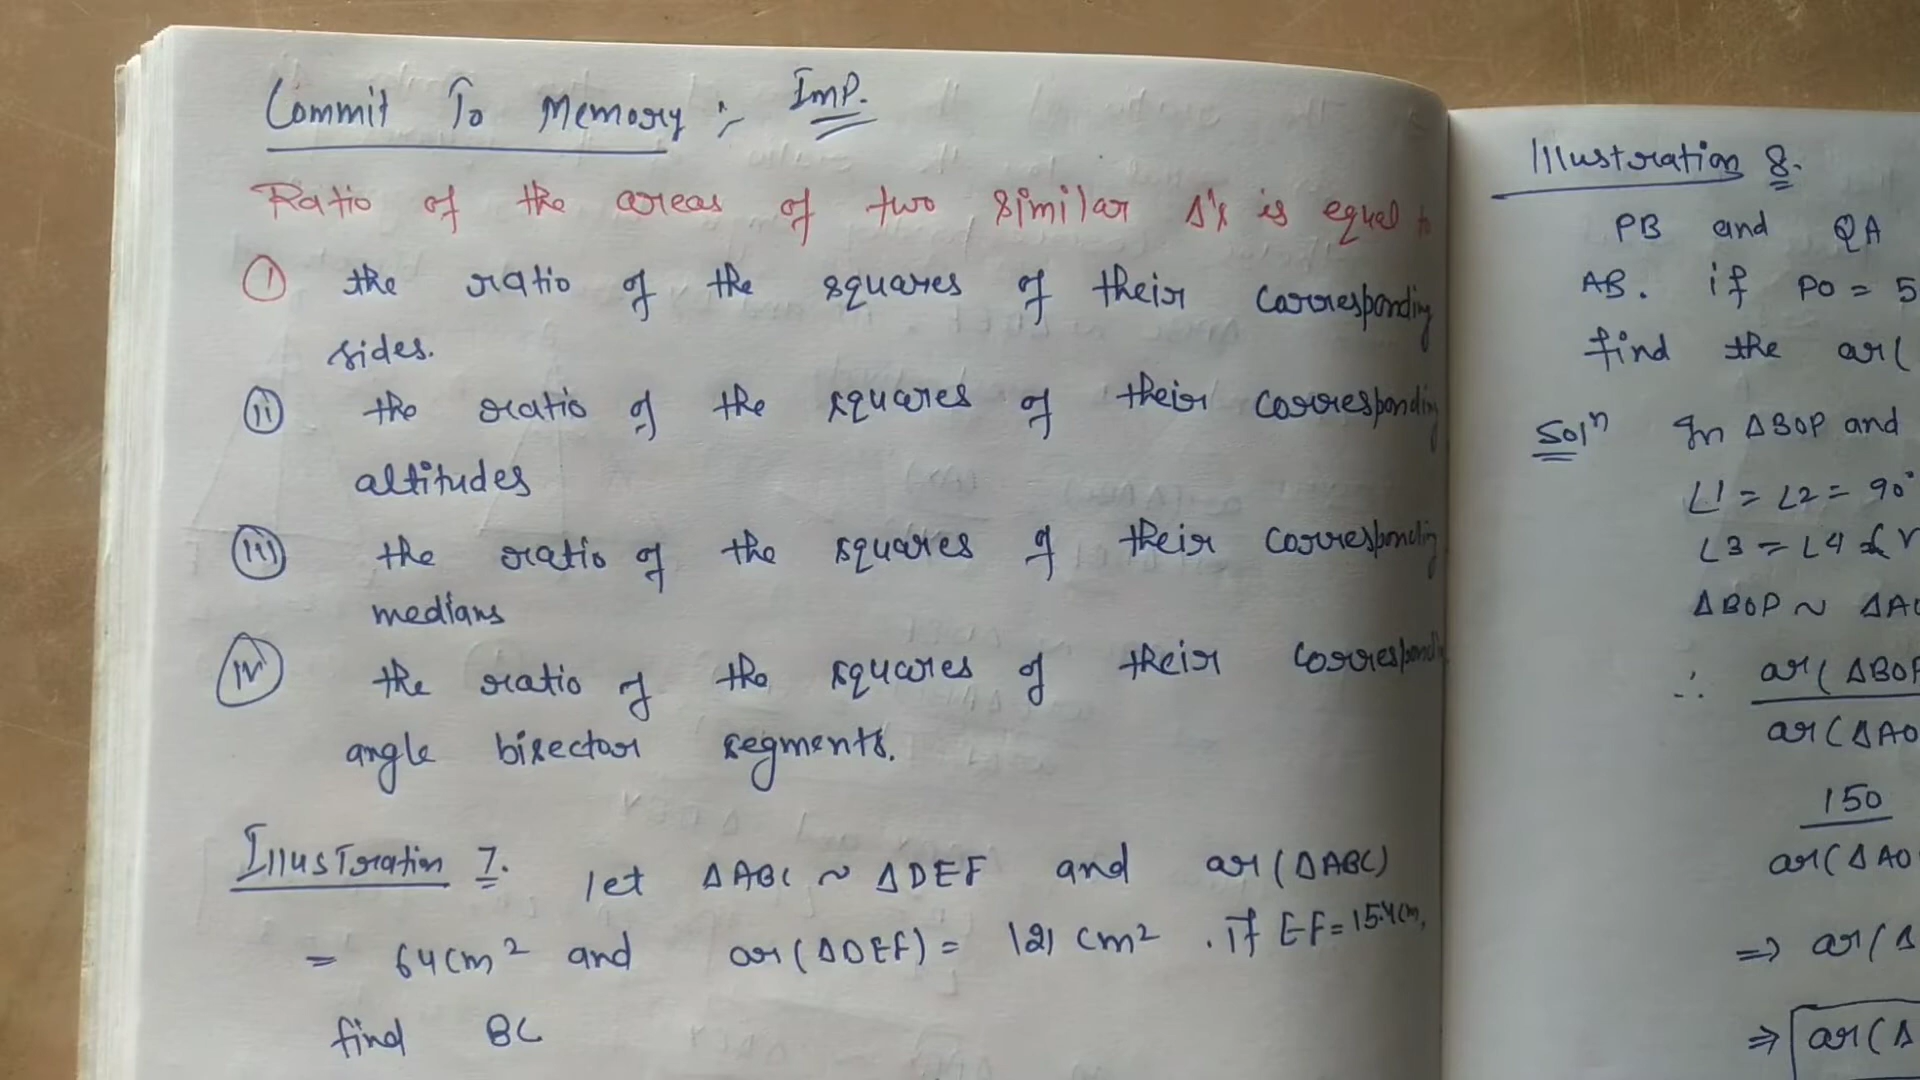 Commit To Memory :- Imp.
Ratio of the areas of two similar Δ's is equal to
(i) the ratio of the squares of their corresponding
sides.
(ii) the ratio of the squares of their corresponding
altitudes
(iii) the ratio of the squares of their corresponding
medians
(iv) the ratio of the squares of their correspondi
angle bisector segments.
Illustration 7. let ΔABC ~ ΔDEF and ar(ΔABC)
= 64cm² and ar(ΔDEF) = 121 cm². if EF=15.4cm,
find BC
Illustration 8.
PB and QA
AB. if PO = 5
find the ar(
Solⁿ In ΔBOP and
∠1 = ∠2 = 90°
∠3 = ∠4
ΔBOP ~ ΔAO
∴ ar(ΔBOP
ar(ΔAO
150
ar(ΔAO
=> ar(Δ
=> ar(Δ